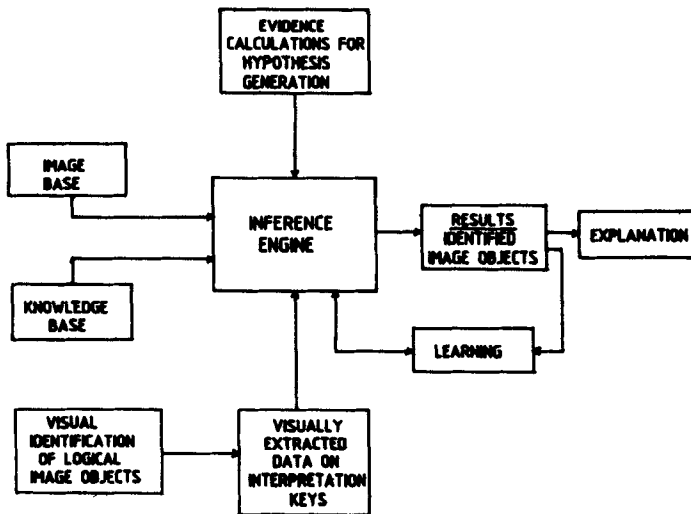 EVIDENCE
CALCULATIONS FOR
HYPOTHESIS
GENERATION
IMAGE
BASE
INFERENCE
ENGINE
RESULTS
IDENTIFIED
IMAGE OBJECTS
EXPLANATION
KNOWLEDGE
BASE
LEARNING
VISUAL
IDENTIFICATION
OF LOGICAL
IMAGE OBJECTS
VISUALLY
EXTRACTED
DATA ON
INTERPRETATION
KEYS